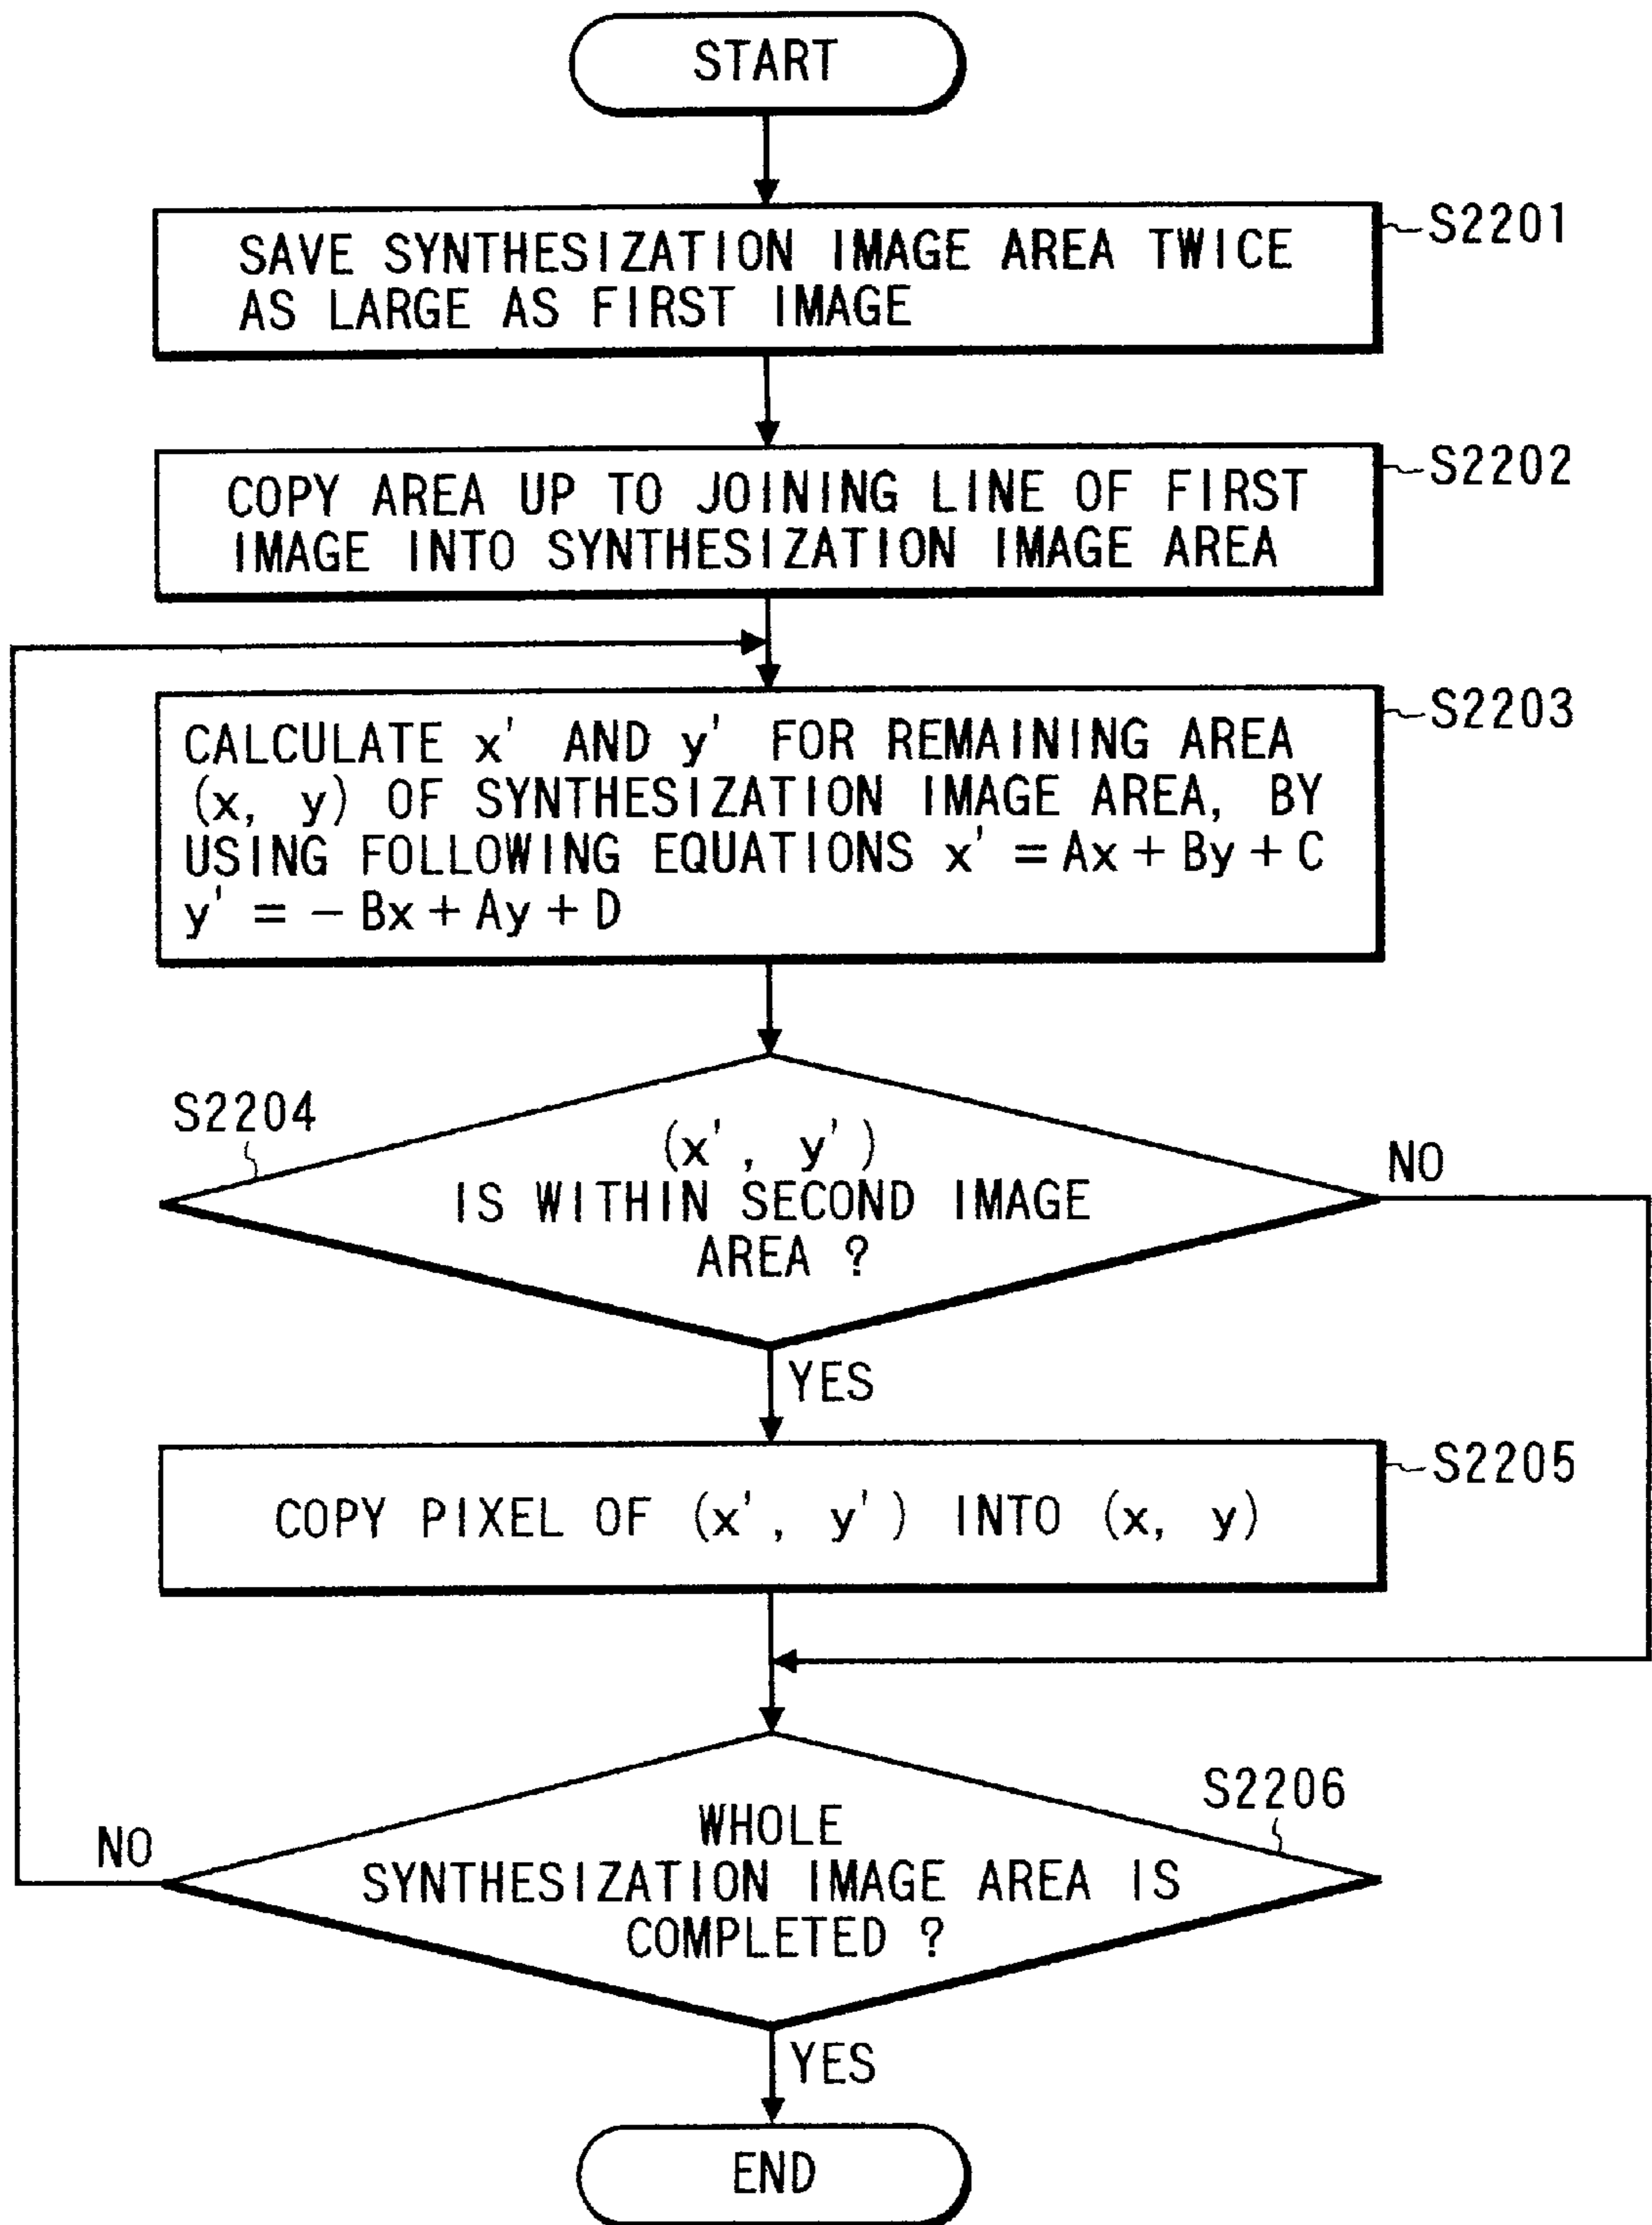 START
S2201
SAVE SYNTHESIZATION IMAGE AREA TWICE
AS LARGE AS FIRST IMAGE
S2202
COPY AREA UP TO JOINING LINE OF FIRST
IMAGE INTO SYNTHESIZATION IMAGE AREA
S2203
CALCULATE x' AND y' FOR REMAINING AREA
(x, y) OF SYNTHESIZATION IMAGE AREA, BY
USING FOLLOWING EQUATIONS x' = Ax + By + C
y' = - Bx + Ay + D
S2204
(x', y')
IS WITHIN SECOND IMAGE
AREA ?
NO
YES
S2205
COPY PIXEL OF (x', y') INTO (x, y)
S2206
WHOLE
SYNTHESIZATION IMAGE AREA IS
COMPLETED ?
NO
YES
END